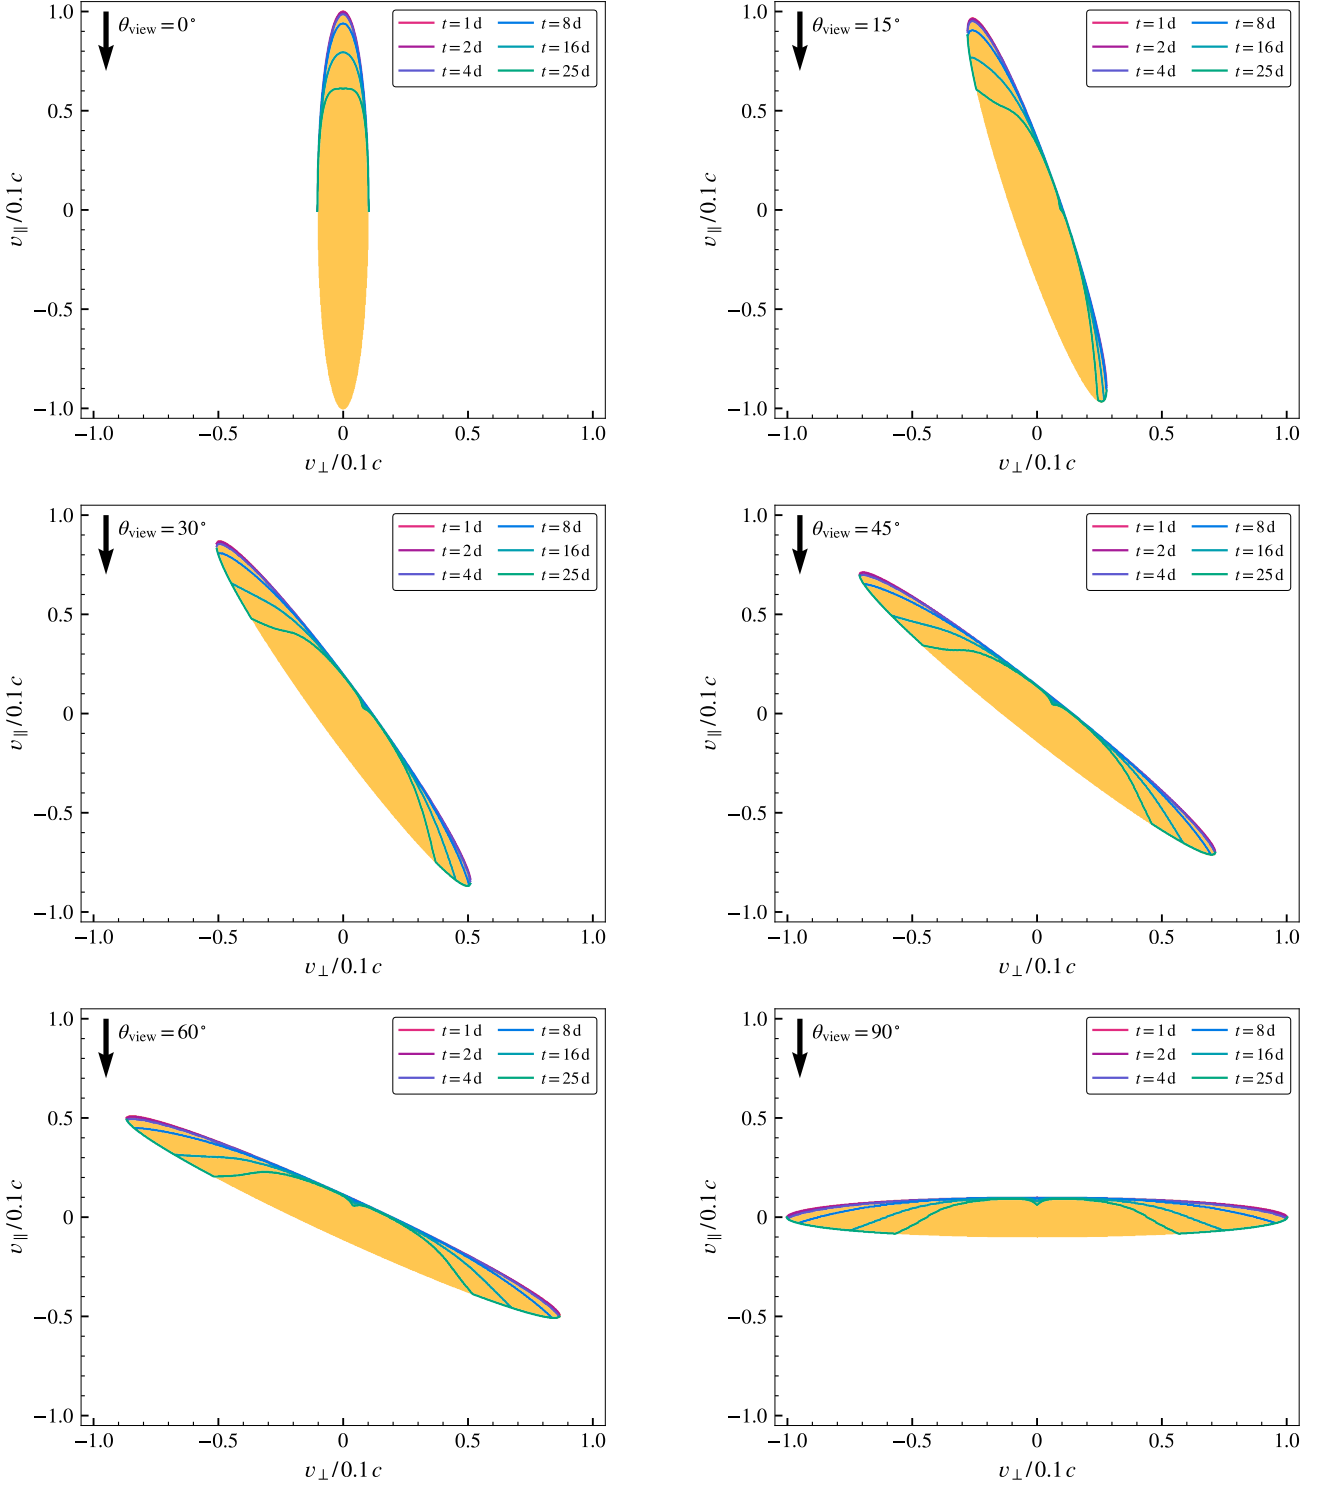 θview = 0°
t = 1 d
t = 8 d
t = 2 d
t = 16 d
t = 4 d
t = 25 d
1.0
0.5
0
−0.5
−1.0
v∥/0.1 c
−1.0 −0.5 0 0.5 1.0
v⊥/0.1 c
θview = 15°
t = 1 d
t = 8 d
t = 2 d
t = 16 d
t = 4 d
t = 25 d
1.0
0.5
0
−0.5
−1.0
v∥/0.1 c
−1.0 −0.5 0 0.5 1.0
v⊥/0.1 c
θview = 30°
t = 1 d
t = 8 d
t = 2 d
t = 16 d
t = 4 d
t = 25 d
1.0
0.5
0
−0.5
−1.0
v∥/0.1 c
−1.0 −0.5 0 0.5 1.0
v⊥/0.1 c
θview = 45°
t = 1 d
t = 8 d
t = 2 d
t = 16 d
t = 4 d
t = 25 d
1.0
0.5
0
−0.5
−1.0
v∥/0.1 c
−1.0 −0.5 0 0.5 1.0
v⊥/0.1 c
θview = 60°
t = 1 d
t = 8 d
t = 2 d
t = 16 d
t = 4 d
t = 25 d
1.0
0.5
0
−0.5
−1.0
v∥/0.1 c
−1.0 −0.5 0 0.5 1.0
v⊥/0.1 c
θview = 90°
t = 1 d
t = 8 d
t = 2 d
t = 16 d
t = 4 d
t = 25 d
1.0
0.5
0
−0.5
−1.0
v∥/0.1 c
−1.0 −0.5 0 0.5 1.0
v⊥/0.1 c